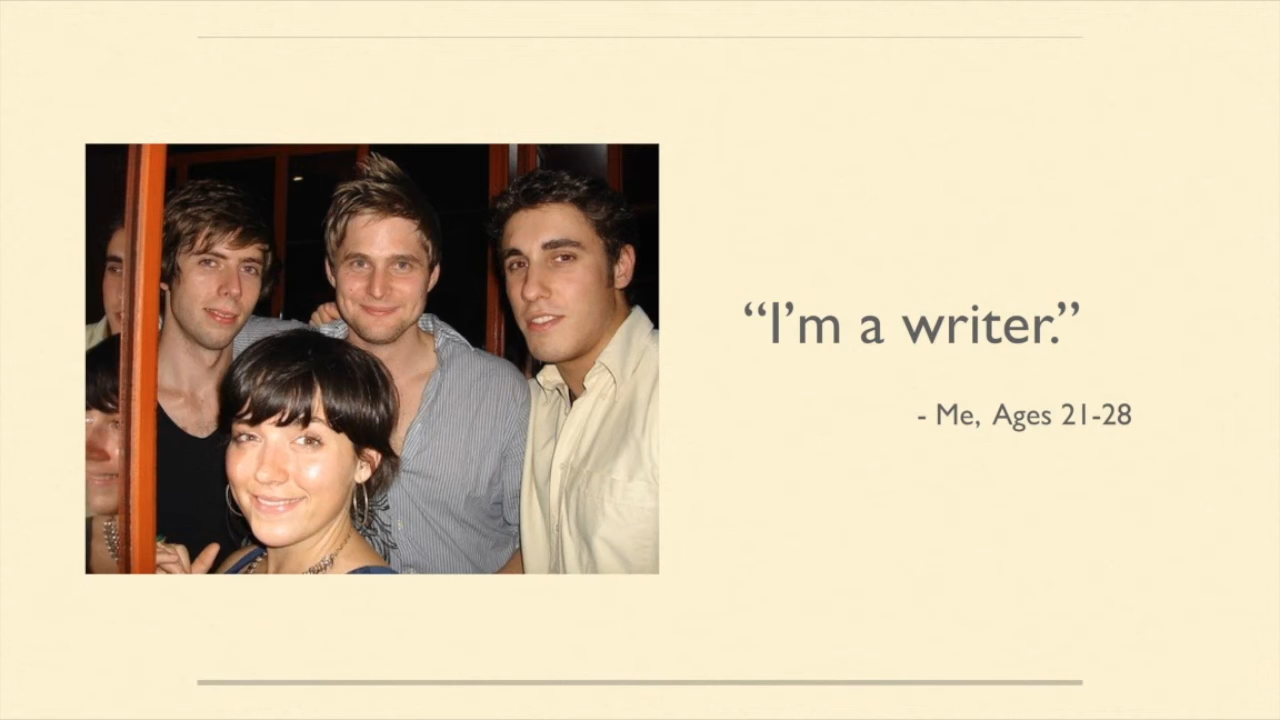 “I’m a writer.”
- Me, Ages 21-28